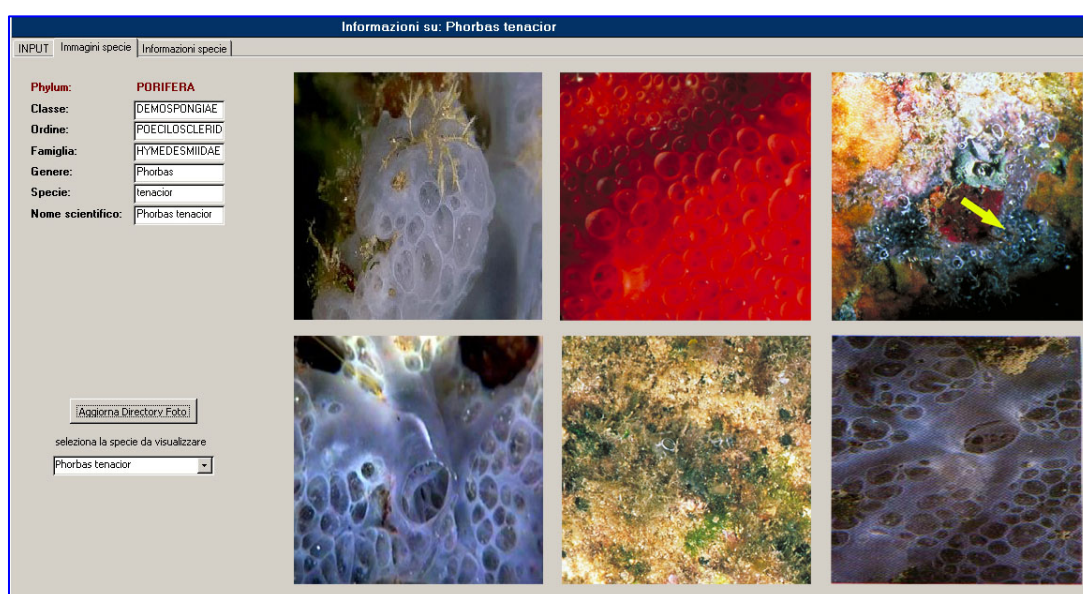 Informazioni su: Phorbas tenacior
INPUT Immagini specie Informazioni specie
Phylum: PORIFERA
Classe: DEMOSPONGIAE
Ordine: POECILOSCLERID
Famiglia: HYMEDESMIIDAE
Genere: Phorbas
Specie: tenacior
Nome scientifico: Phorbas tenacior
Aggiorna Directory Foto
seleziona la specie da visualizzare
Phorbas tenacior